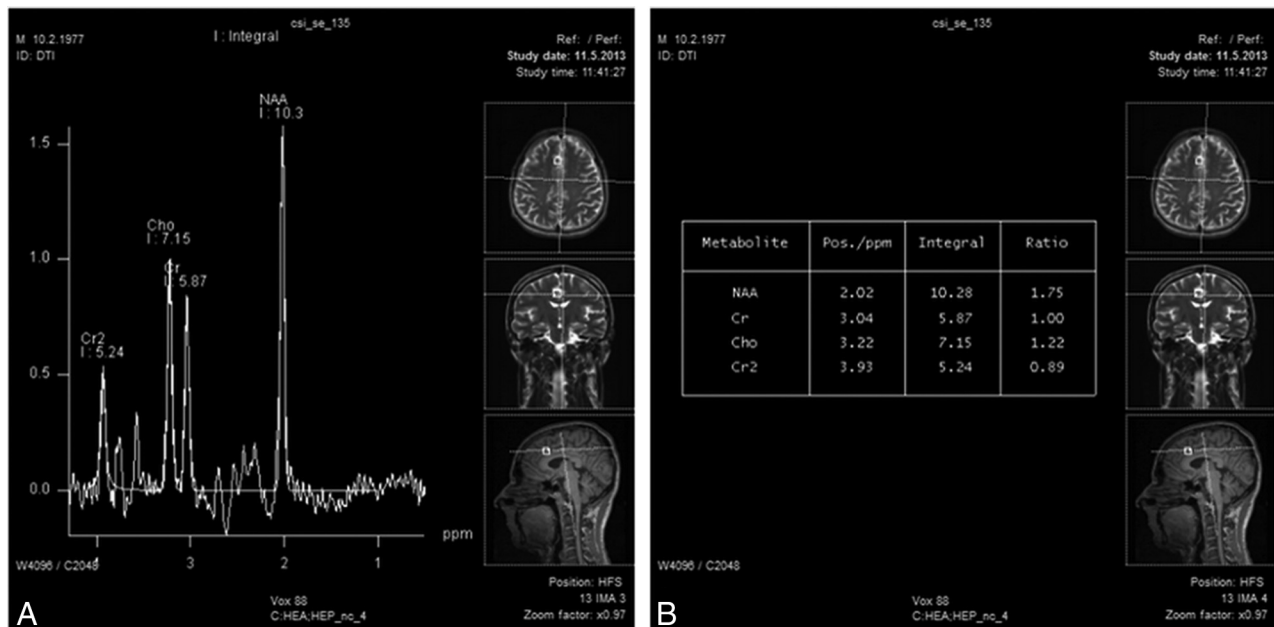 csi_se_135
M 10.2.1977
ID: DTI
I : Integral
Ref: / Perf:
Study date: 11.5.2013
Study time: 11:41:27
NAA
I : 10.3
1.5
Cho
I : 7.15
1.0
Cr
I: 5.87
Cr2
I : 5.24
0.5
0.0
ppm
4 3 2 1
W4096 / C2048
Vox 88
C:HEA;HEP_nc_4
Position: HFS
13 IMA 3
Zoom factor: x0.97
A
csi_se_135
M 10.2.1977
ID: DTI
Ref: / Perf:
Study date: 11.5.2013
Study time: 11:41:27
Metabolite Pos./ppm Integral Ratio
NAA 2.02 10.28 1.75
Cr 3.04 5.87 1.00
Cho 3.22 7.15 1.22
Cr2 3.93 5.24 0.89
W4096 / C2048
Vox 88
C:HEA;HEP_nc_4
Position: HFS
13 IMA 4
Zoom factor: x0.97
B